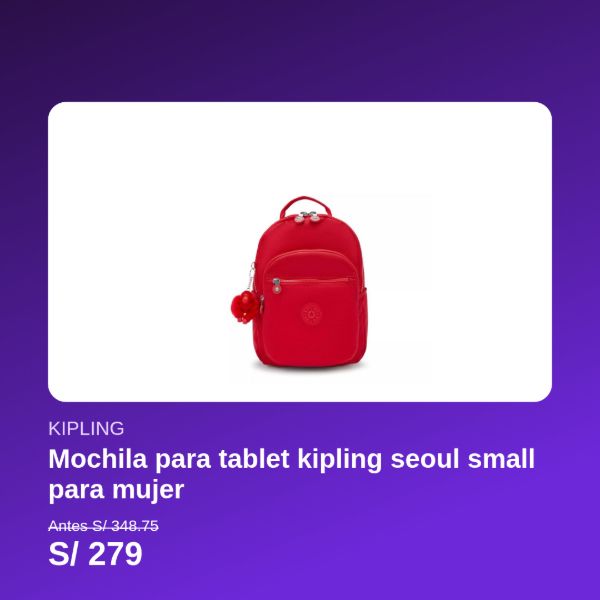 KIPLING
Mochila para tablet kipling seoul small
para mujer
Antes S/ 348.75
S/ 279